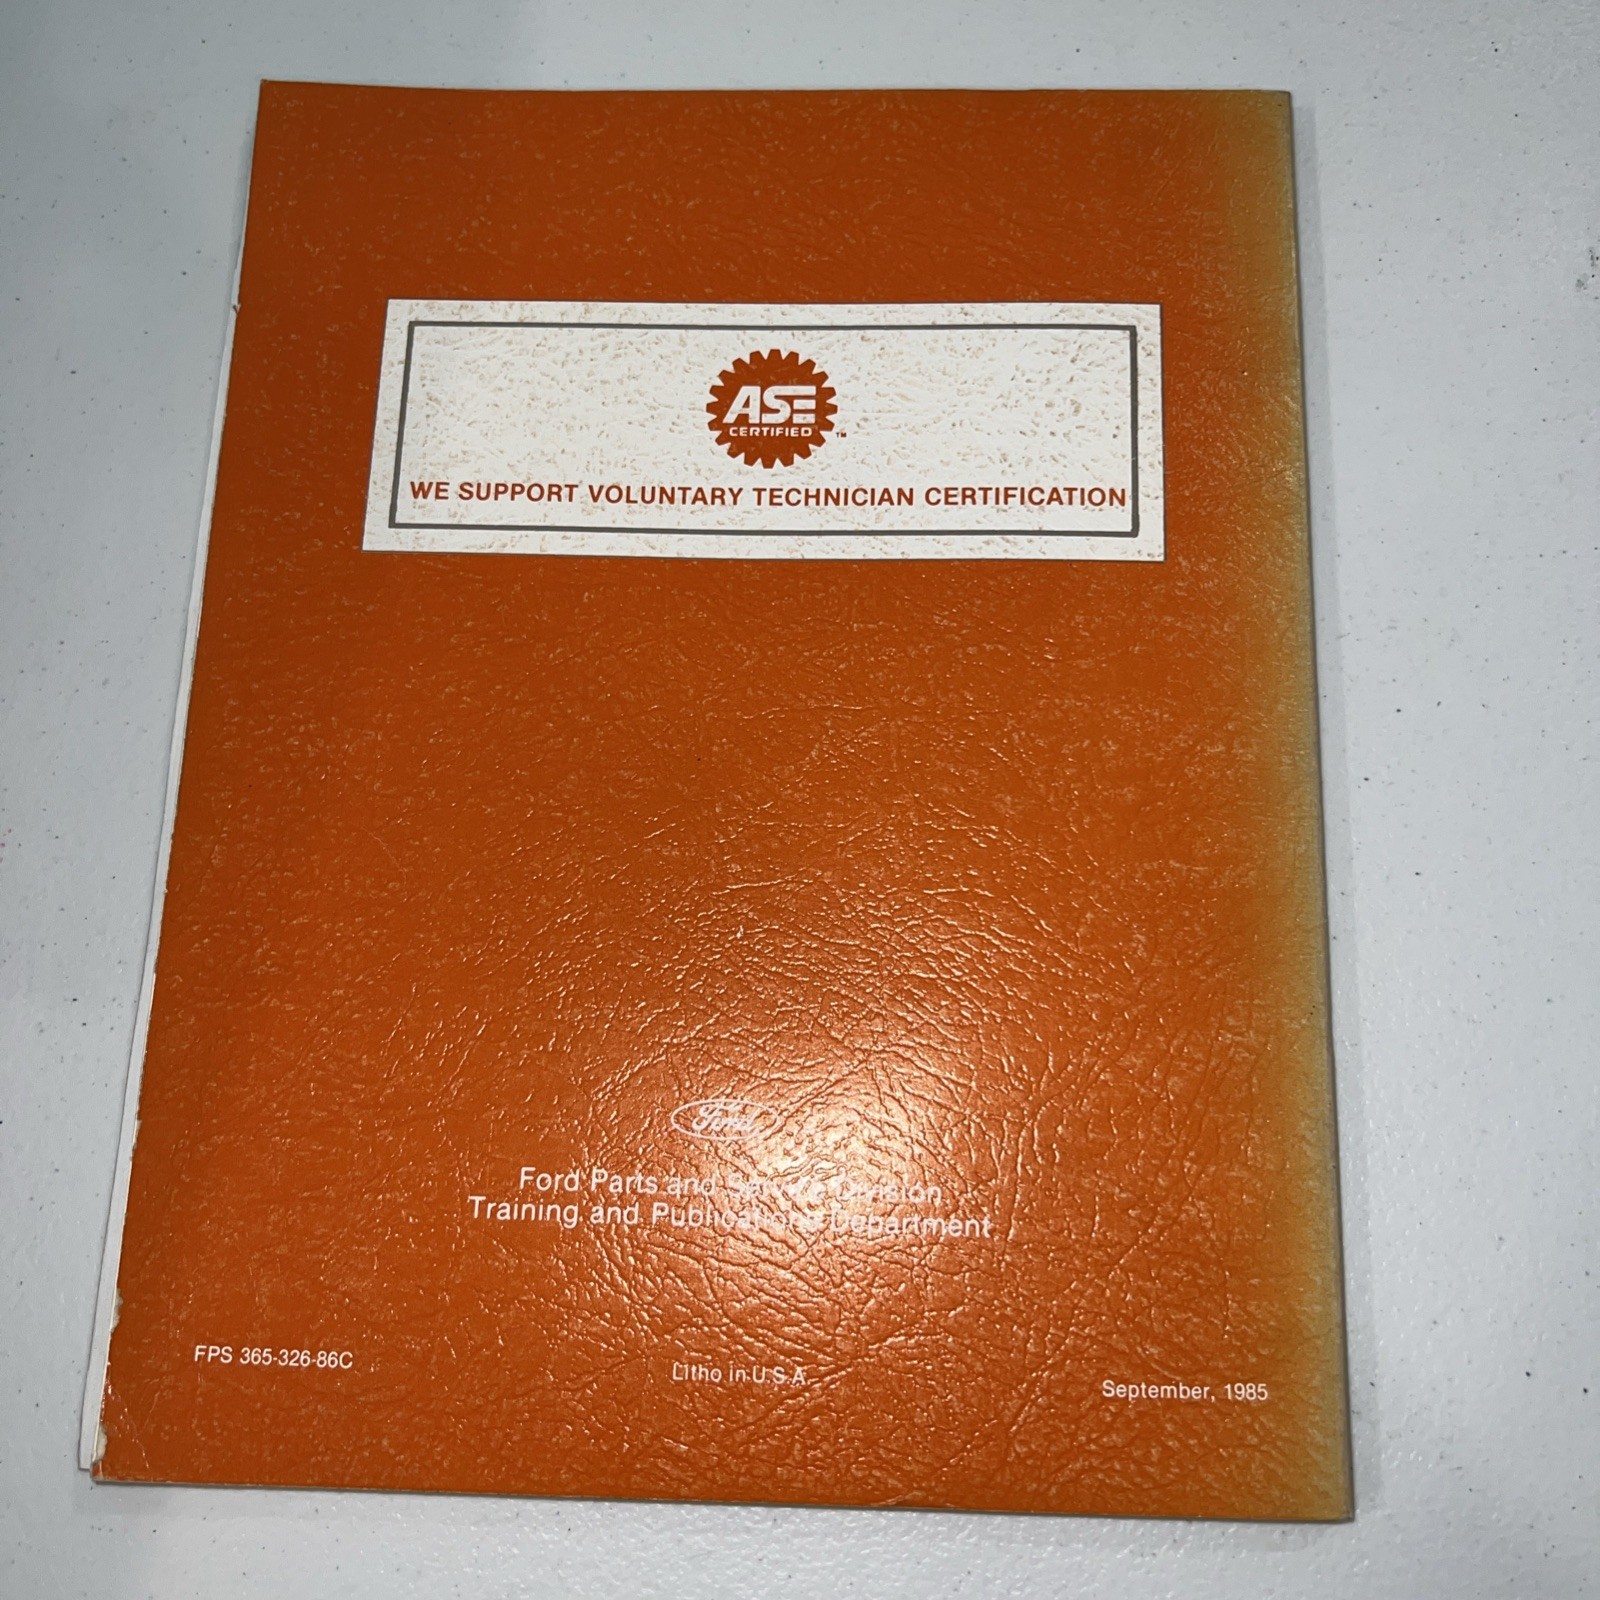 ASE
CERTIFIED™
WE SUPPORT VOLUNTARY TECHNICIAN CERTIFICATION
Ford
Ford Parts and Service Division
Training and Publications Department
FPS 365-326-86C
Litho in U.S.A.
September, 1985